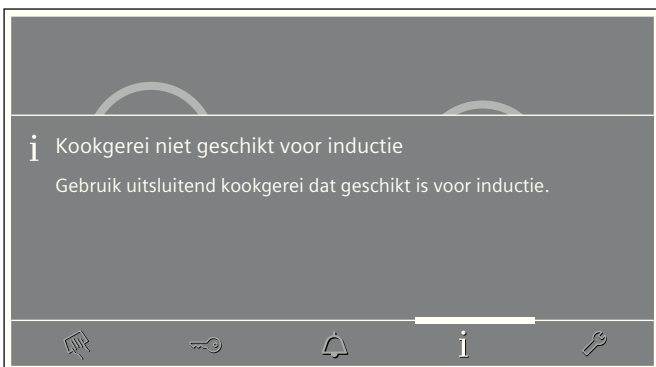 i Kookgerei niet geschikt voor inductie
Gebruik uitsluitend kookgerei dat geschikt is voor inductie.
i